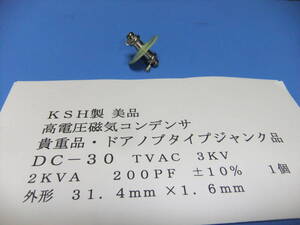 KSH製 美品
高電圧磁気コンデンサ
貴重品・ドアノブタイプジャンク品
DC－30 TVAC 3KV
2KVA 200PF ±10% 1個
外形 31.4mm×1.6mm